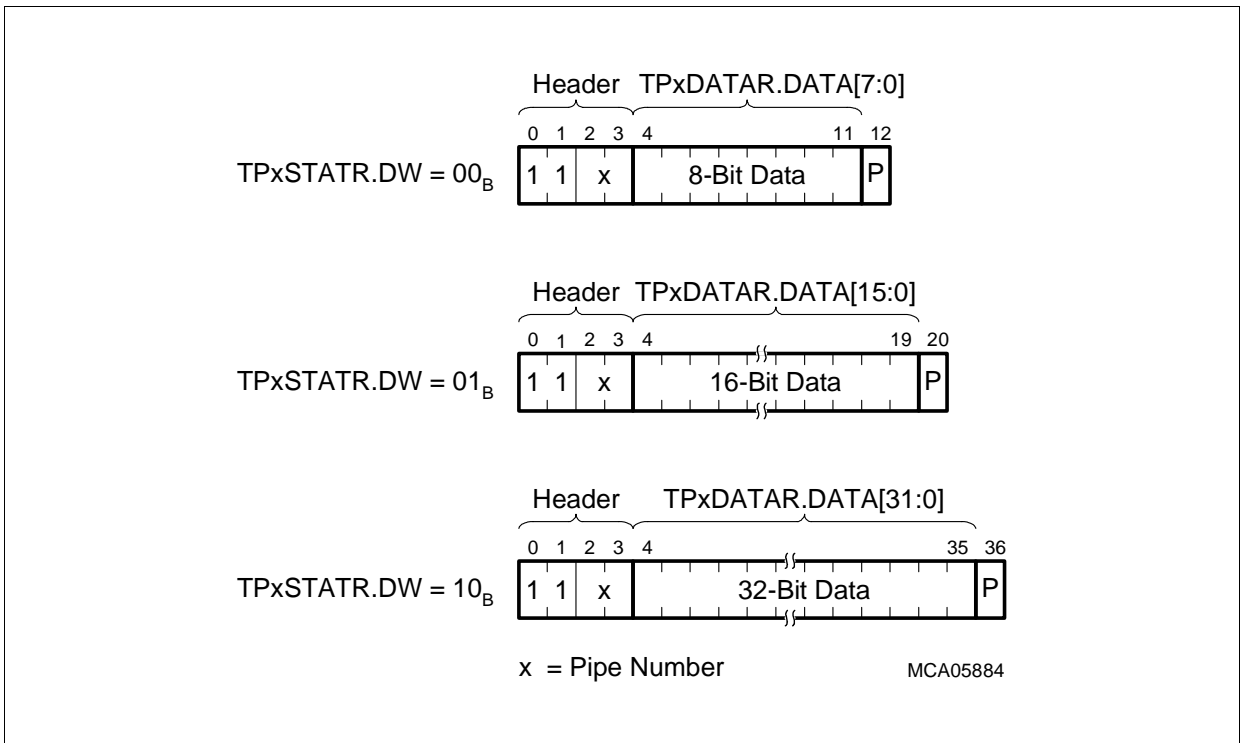 Header TPxDATAR.DATA[7:0]
0 1 2 3 4 11 12
TPxSTATR.DW = 00B 1 1 x 8-Bit Data P
Header TPxDATAR.DATA[15:0]
0 1 2 3 4 19 20
TPxSTATR.DW = 01B 1 1 x 16-Bit Data P
Header TPxDATAR.DATA[31:0]
0 1 2 3 4 35 36
TPxSTATR.DW = 10B 1 1 x 32-Bit Data P
x = Pipe Number MCA05884